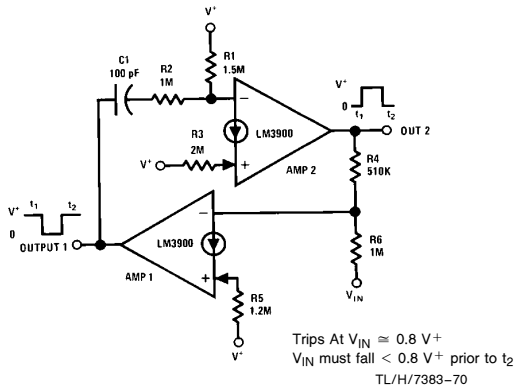 V+
C1
100 pF
R2
1M
R1
1.5M
V+
0
t1 t2
R3
2M
LM3900
OUT 2
V+
AMP 2
R4
510K
t1 t2
V+
0
OUTPUT 1
LM3900
AMP 1
R6
1M
R5
1.2M
VIN
V+
Trips At VIN ≅ 0.8 V+
VIN must fall < 0.8 V+ prior to t2
TL/H/7383–70